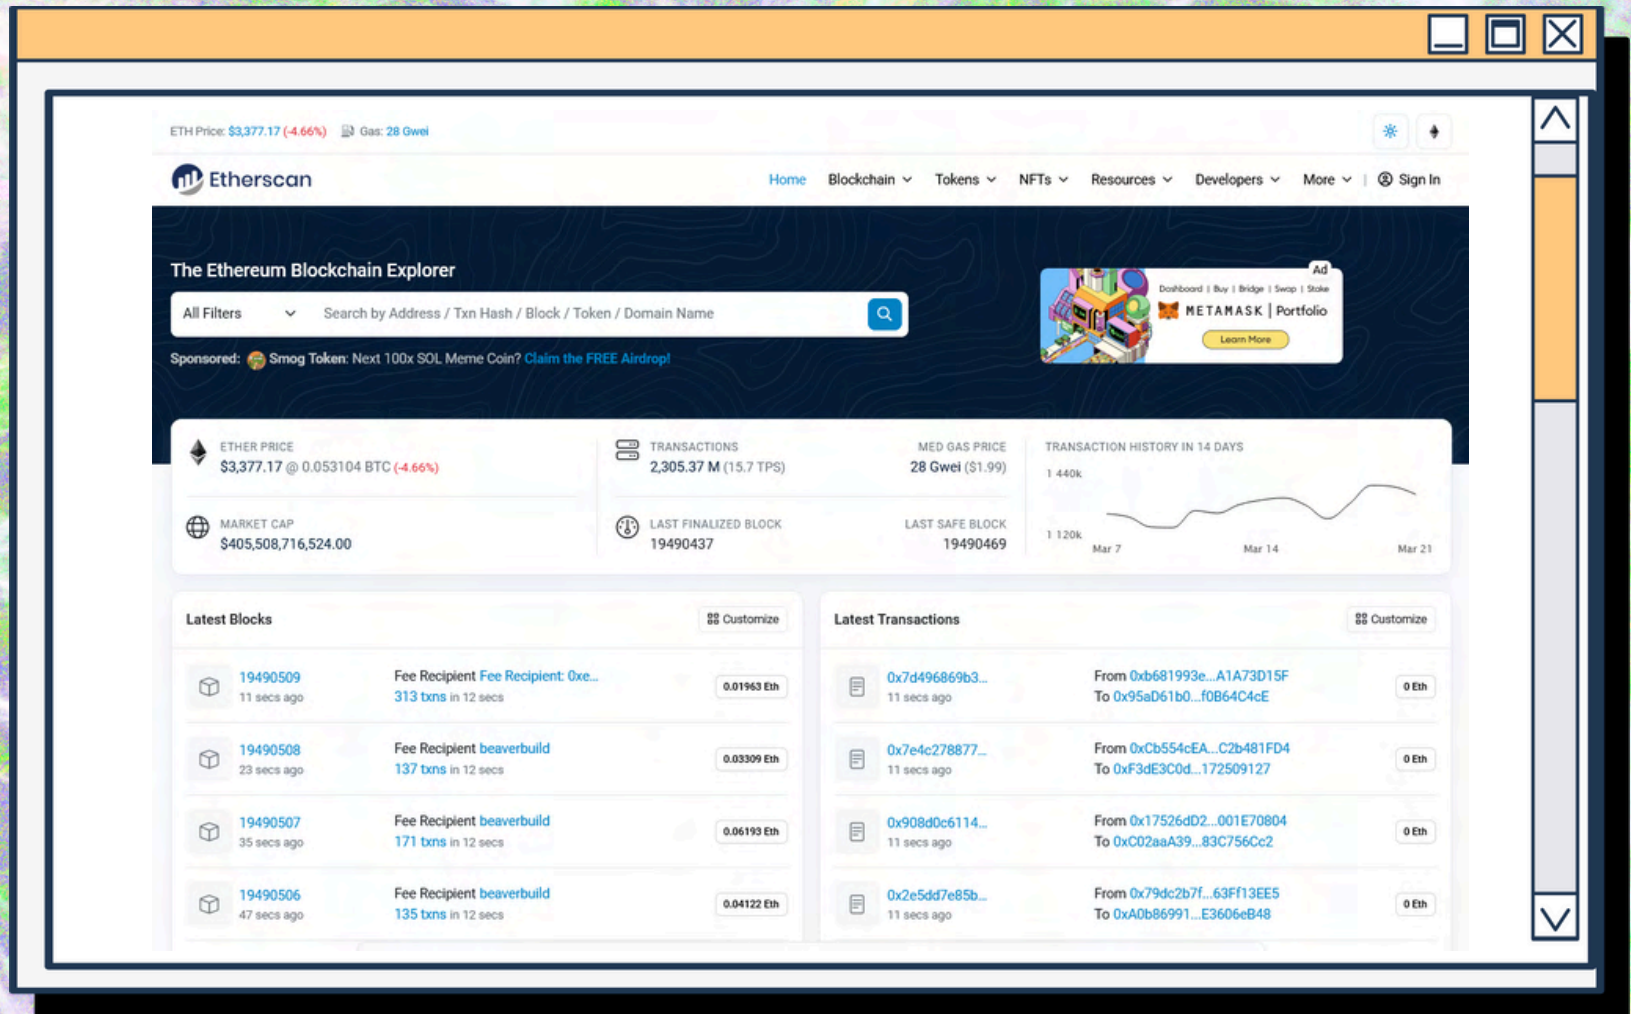 ETH Price: $3,377.17 (-4.66%) Gas: 28 Gwei
Etherscan
Home Blockchain Tokens NFTs Resources Developers More | Sign In
The Ethereum Blockchain Explorer
All Filters Search by Address / Txn Hash / Block / Token / Domain Name
Sponsored: Smog Token: Next 100x SOL Meme Coin? Claim the FREE Airdrop!
Ad
Dashboard | Buy | Bridge | Swap | Stake
METAMASK | Portfolio
Learn More
ETHER PRICE
$3,377.17 @ 0.053104 BTC (-4.66%)
MARKET CAP
$405,508,716,524.00
TRANSACTIONS
2,305.37 M (15.7 TPS)
MED GAS PRICE
28 Gwei ($1.99)
LAST FINALIZED BLOCK
19490437
LAST SAFE BLOCK
19490469
TRANSACTION HISTORY IN 14 DAYS
1 440k
1 120k
Mar 7 Mar 14 Mar 21
Latest Blocks Customize
19490509 Fee Recipient Fee Recipient: 0xe... 0.01963 Eth
11 secs ago 313 txns in 12 secs
19490508 Fee Recipient beaverbuild 0.03309 Eth
23 secs ago 137 txns in 12 secs
19490507 Fee Recipient beaverbuild 0.06193 Eth
35 secs ago 171 txns in 12 secs
19490506 Fee Recipient beaverbuild 0.04122 Eth
47 secs ago 135 txns in 12 secs
Latest Transactions Customize
0x7d496869b3... From 0xb681993e...A1A73D15F 0 Eth
11 secs ago To 0x95aD61b0...f0B64C4cE
0x7e4c278877... From 0xCb554cEA...C2b481FD4 0 Eth
11 secs ago To 0xF3dE3C0d...172509127
0x908d0c6114... From 0x17526dD2...001E70804 0 Eth
11 secs ago To 0xC02aaA39...83C756Cc2
0x2e5dd7e85b... From 0x79dc2b7f...63Ff13EE5 0 Eth
11 secs ago To 0xA0b86991...E3606eB48